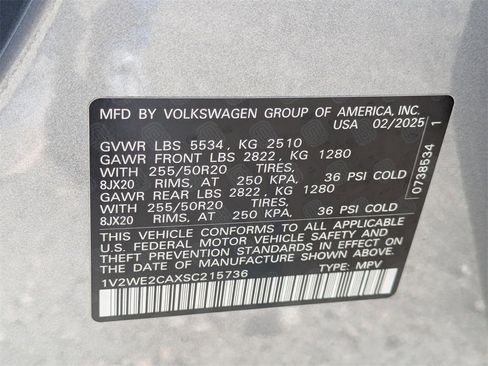 MFD BY VOLKSWAGEN GROUP OF AMERICA, INC.
USA 02/2025
GVWR LBS 5534, KG 2510
GAWR FRONT LBS 2822, KG 1280
WITH 255/50R20 TIRES,
8JX20 RIMS, AT 250 KPA, 36 PSI COLD
GAWR REAR LBS 2822, KG 1280
WITH 255/50R20 TIRES,
8JX20 RIMS, AT 250 KPA, 36 PSI COLD
THIS VEHICLE CONFORMS TO ALL APPLICABLE
U.S. FEDERAL MOTOR VEHICLE SAFETY AND
THEFT PREVENTION STANDARDS IN EFFECT ON THE
DATE OF MANUFACTURE SHOWN ABOVE.
1V2WE2CAXSC215736 TYPE: MPV
0738534 1